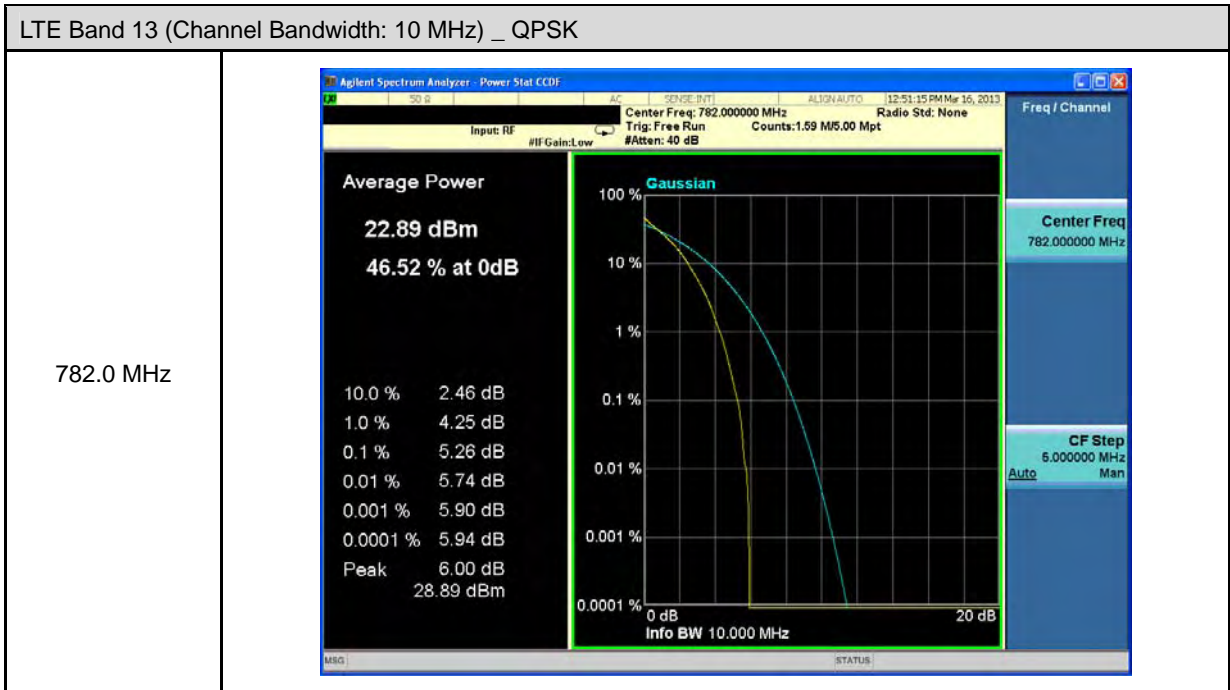 LTE Band 13 (Channel Bandwidth: 10 MHz) _ QPSK
782.0 MHz
Agilent Spectrum Analyzer - Power Stat CCDF
50 Ω AC SENSE:INT ALIGN AUTO 12:51:15 PM Mar 16, 2013
Center Freq: 782.000000 MHz Radio Std: None
Input: RF Trig: Free Run Counts:1.59 M/5.00 Mpt
#IFGain:Low #Atten: 40 dB
Freq / Channel
Center Freq
782.000000 MHz
CF Step
5.000000 MHz
Auto Man
Average Power
22.89 dBm
46.52 % at 0dB
10.0 % 2.46 dB
1.0 % 4.25 dB
0.1 % 5.26 dB
0.01 % 5.74 dB
0.001 % 5.90 dB
0.0001 % 5.94 dB
Peak 6.00 dB
28.89 dBm
Gaussian
100 %
10 %
1 %
0.1 %
0.01 %
0.001 %
0.0001 %
0 dB 20 dB
Info BW 10.000 MHz
MSG STATUS